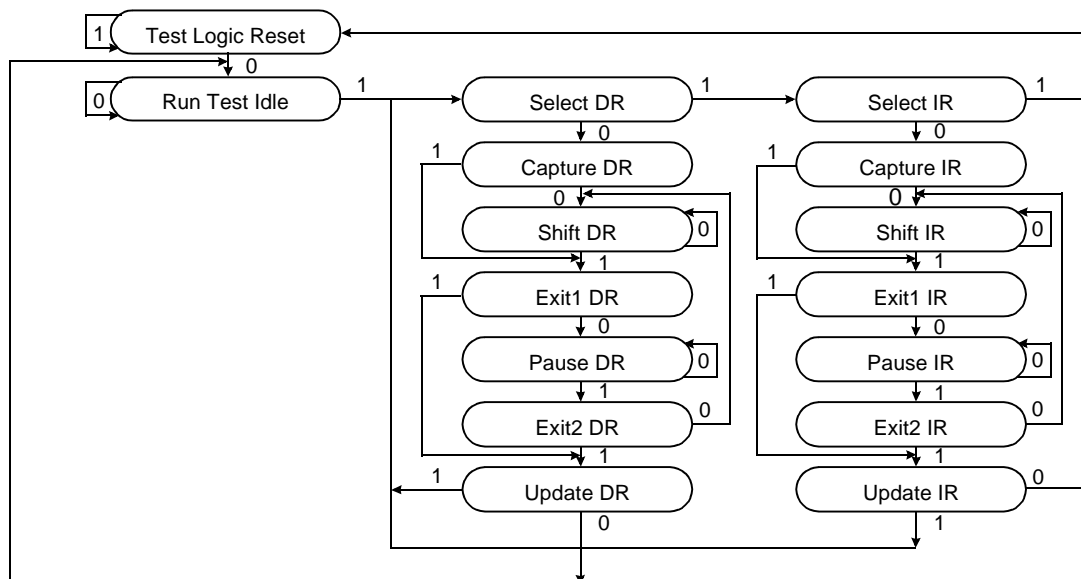 1 Test Logic Reset
0
0 Run Test Idle 1 Select DR 1 Select IR 1
0 0
1 Capture DR 1 Capture IR
0 0
Shift DR 0 Shift IR 0
1 1
1 Exit1 DR 1 Exit1 IR
0 0
Pause DR 0 Pause IR 0
1 1
Exit2 DR 0 Exit2 IR 0
1 1
1 Update DR Update IR 0
0 1